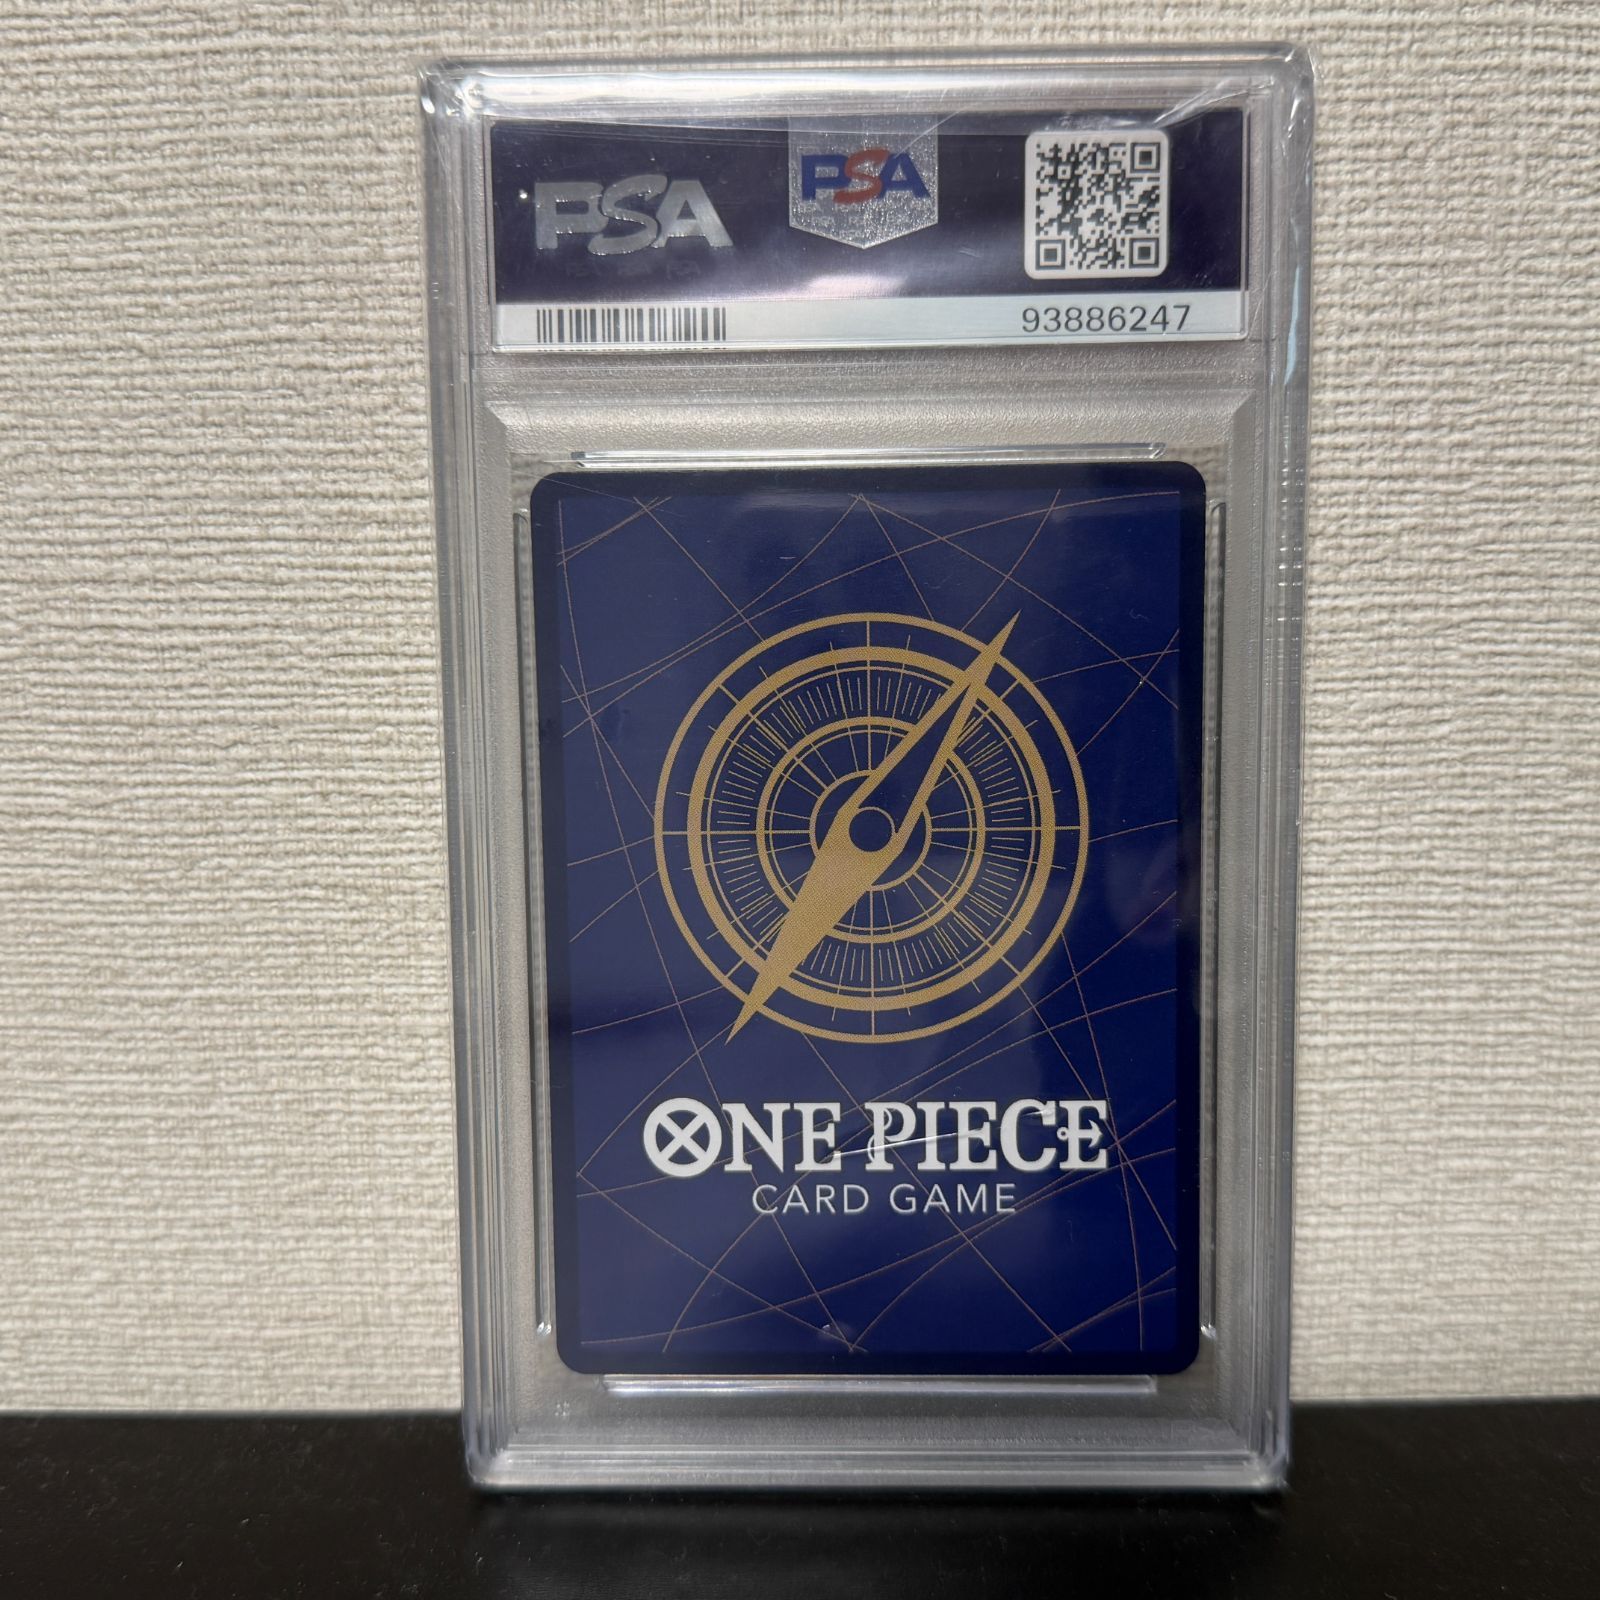 PSA
PSA
93886247
ONE PIECE
CARD GAME